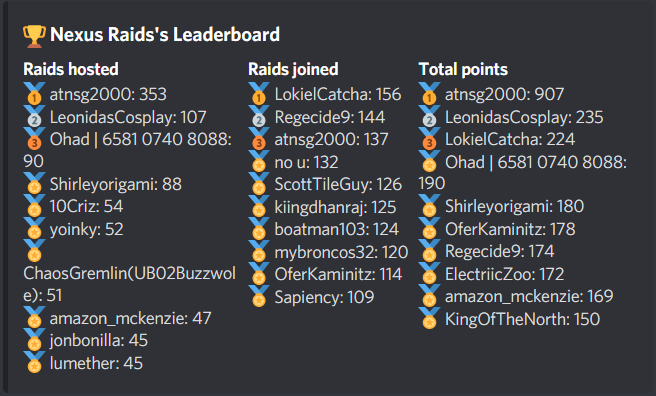 Nexus Raids's Leaderboard
Raids hosted
atnsg2000: 353
LeonidasCosplay: 107
Ohad | 6581 0740 8088:
90
Shirleyorigami: 88
10Criz: 54
yoinky: 52
ChaosGremlin(UB02Buzzwol
e): 51
amazon_mckenzie: 47
jonbonilla: 45
lumether: 45
Raids joined
LokielCatcha: 156
Regecide9: 144
atnsg2000: 137
no u: 132
ScottTileGuy: 126
kiingdhanraj: 125
boatman103: 124
mybroncos32: 120
OferKaminitz: 114
Sapiency: 109
Total points
atnsg2000: 907
LeonidasCosplay: 235
LokielCatcha: 224
Ohad | 6581 0740 8088:
190
Shirleyorigami: 180
OferKaminitz: 178
Regecide9: 174
ElectriicZoo: 172
amazon_mckenzie: 169
KingOfTheNorth: 150